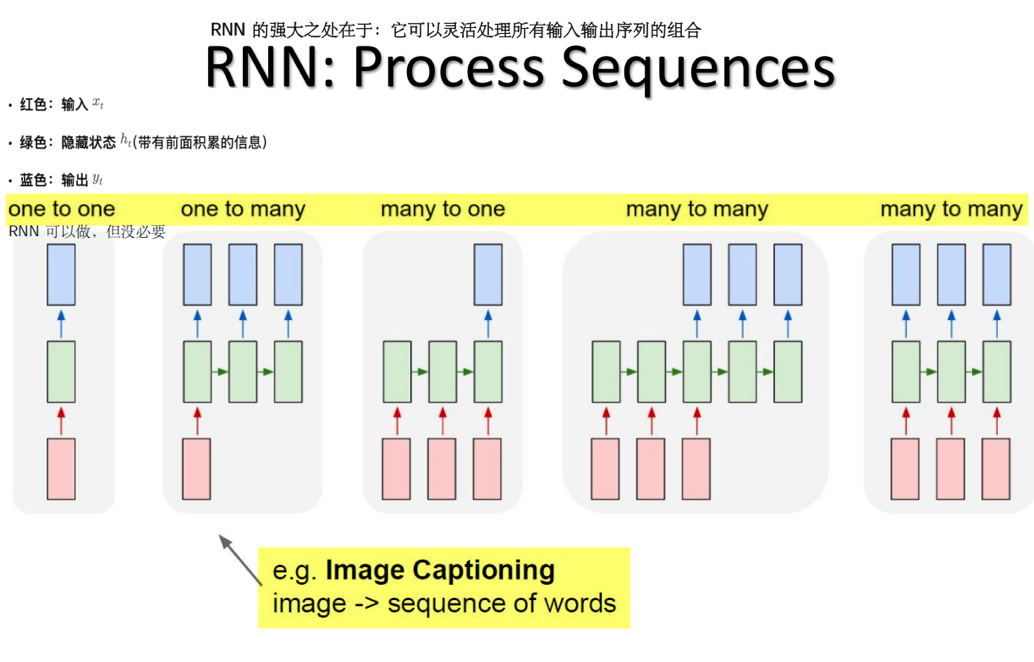 RNN 的强大之处在于：它可以灵活处理所有输入输出序列的组合
RNN: Process Sequences
• 红色：输入 x_t
• 绿色：隐藏状态 h_t(带有前面积累的信息)
• 蓝色：输出 y_t
one to one one to many many to one many to many many to many
RNN 可以做，但没必要
e.g. Image Captioning
image -> sequence of words